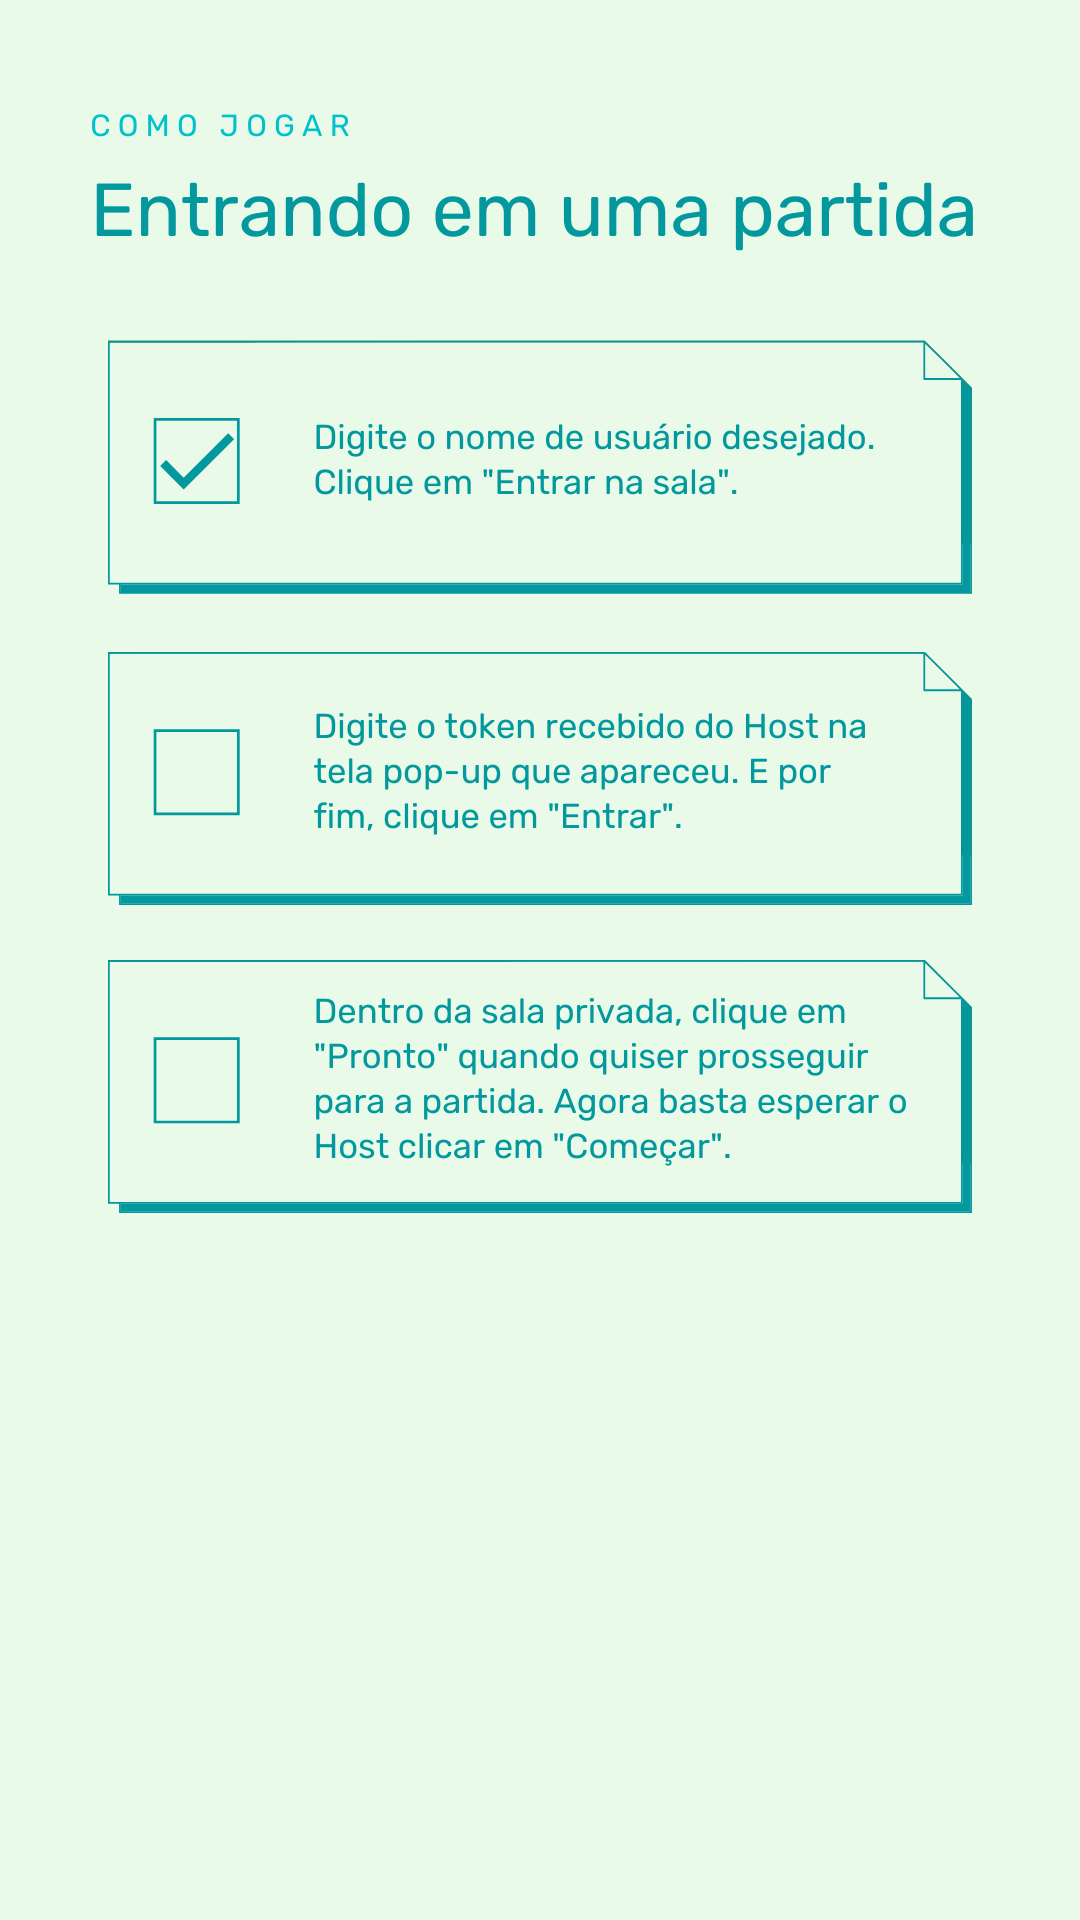 COMO JOGAR
Entrando em uma partida
Digite o nome de usuário desejado.
Clique em "Entrar na sala".
Digite o token recebido do Host na
tela pop-up que apareceu. E por
fim, clique em "Entrar".
Dentro da sala privada, clique em
"Pronto" quando quiser prosseguir
para a partida. Agora basta esperar o
Host clicar em "Começar".